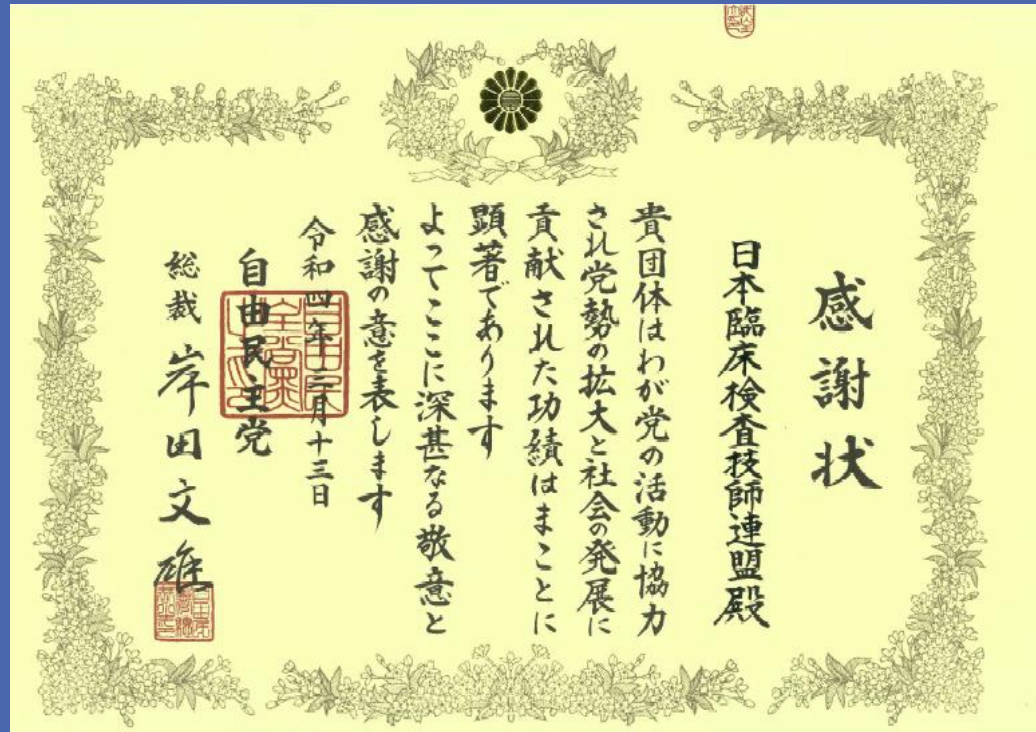 感謝状
日本臨床検査技師連盟殿
貴団体はわが党の活動に協力
され党勢の拡大と社会の発展に
貢献された功績はまことに
顕著であります
よってここに深甚なる敬意と
感謝の意を表します
令和四年三月十三日
自由民主党
総裁 岸田文雄